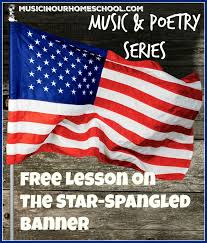 MUSICINOURHOMESCHOOL.COM
MUSIC & POETRY
SERIES
FREE LESSON ON
THE STAR-SPANGLED
BANNER